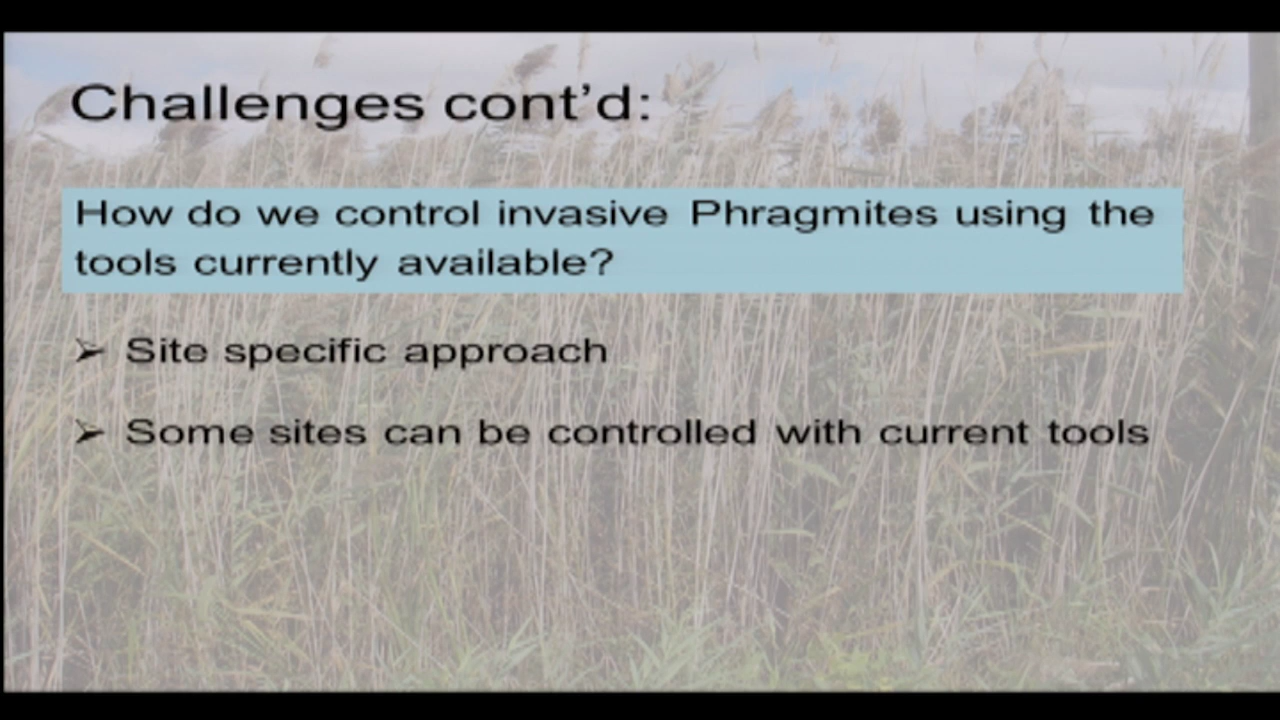 Challenges cont’d:
How do we control invasive Phragmites using the
tools currently available?
➢ Site specific approach
➢ Some sites can be controlled with current tools